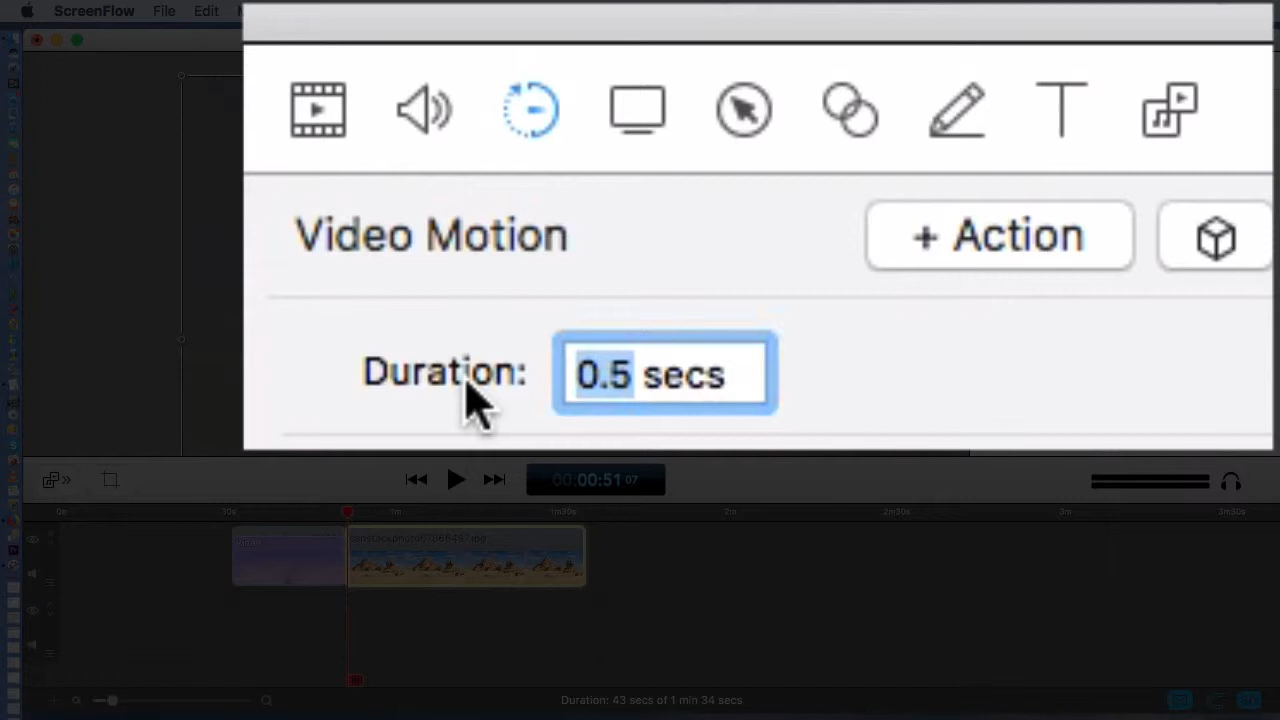 ScreenFlow File Edit
Video Motion + Action
Duration: 0.5 secs
00:00:51 07
0s 30s 1m 1m30s 2m 2m30s 3m 3m30s
Duration: 43 secs of 1 min 34 secs